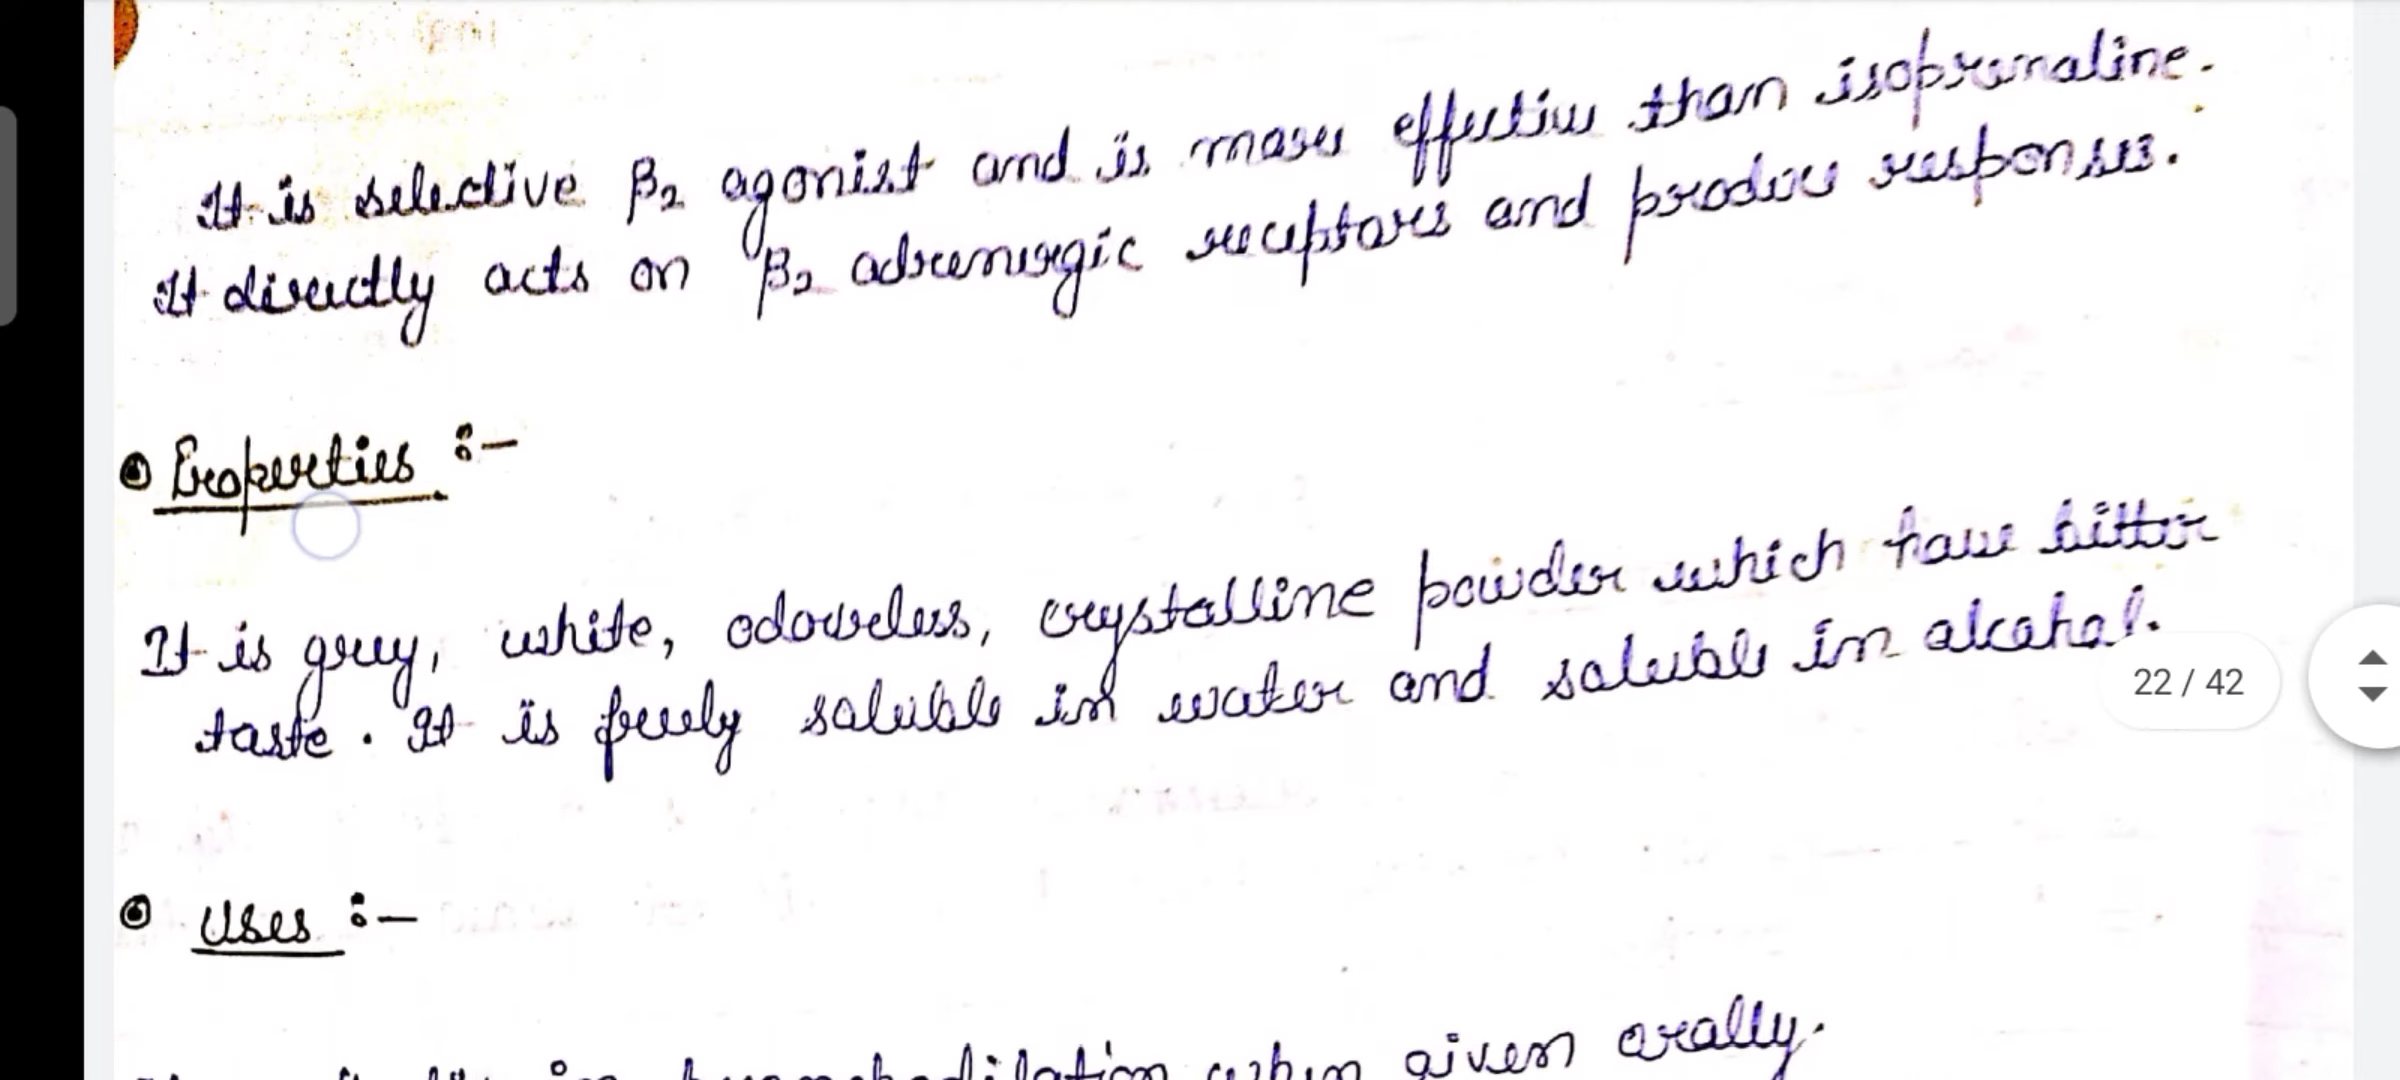 It is selective β₂ agonist and is more effective than isoprenaline.
It directly acts on β₂ adrenergic receptors and produce responses.
Properties :-
It is grey, white, odourless, crystalline powder which have bitter
taste. It is freely soluble in water and soluble in alcohol.
22 / 42
Uses :-
bronchodilation when given orally.